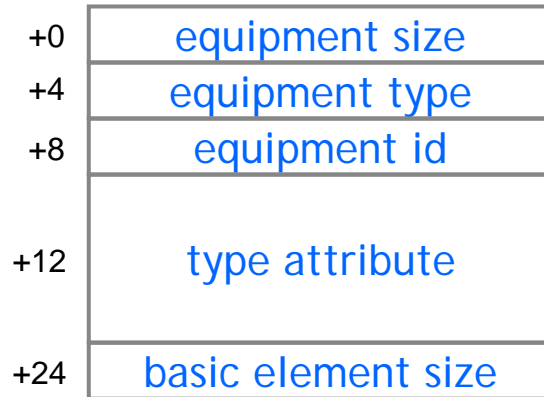 +0 equipment size
+4 equipment type
+8 equipment id
+12 type attribute
+24 basic element size